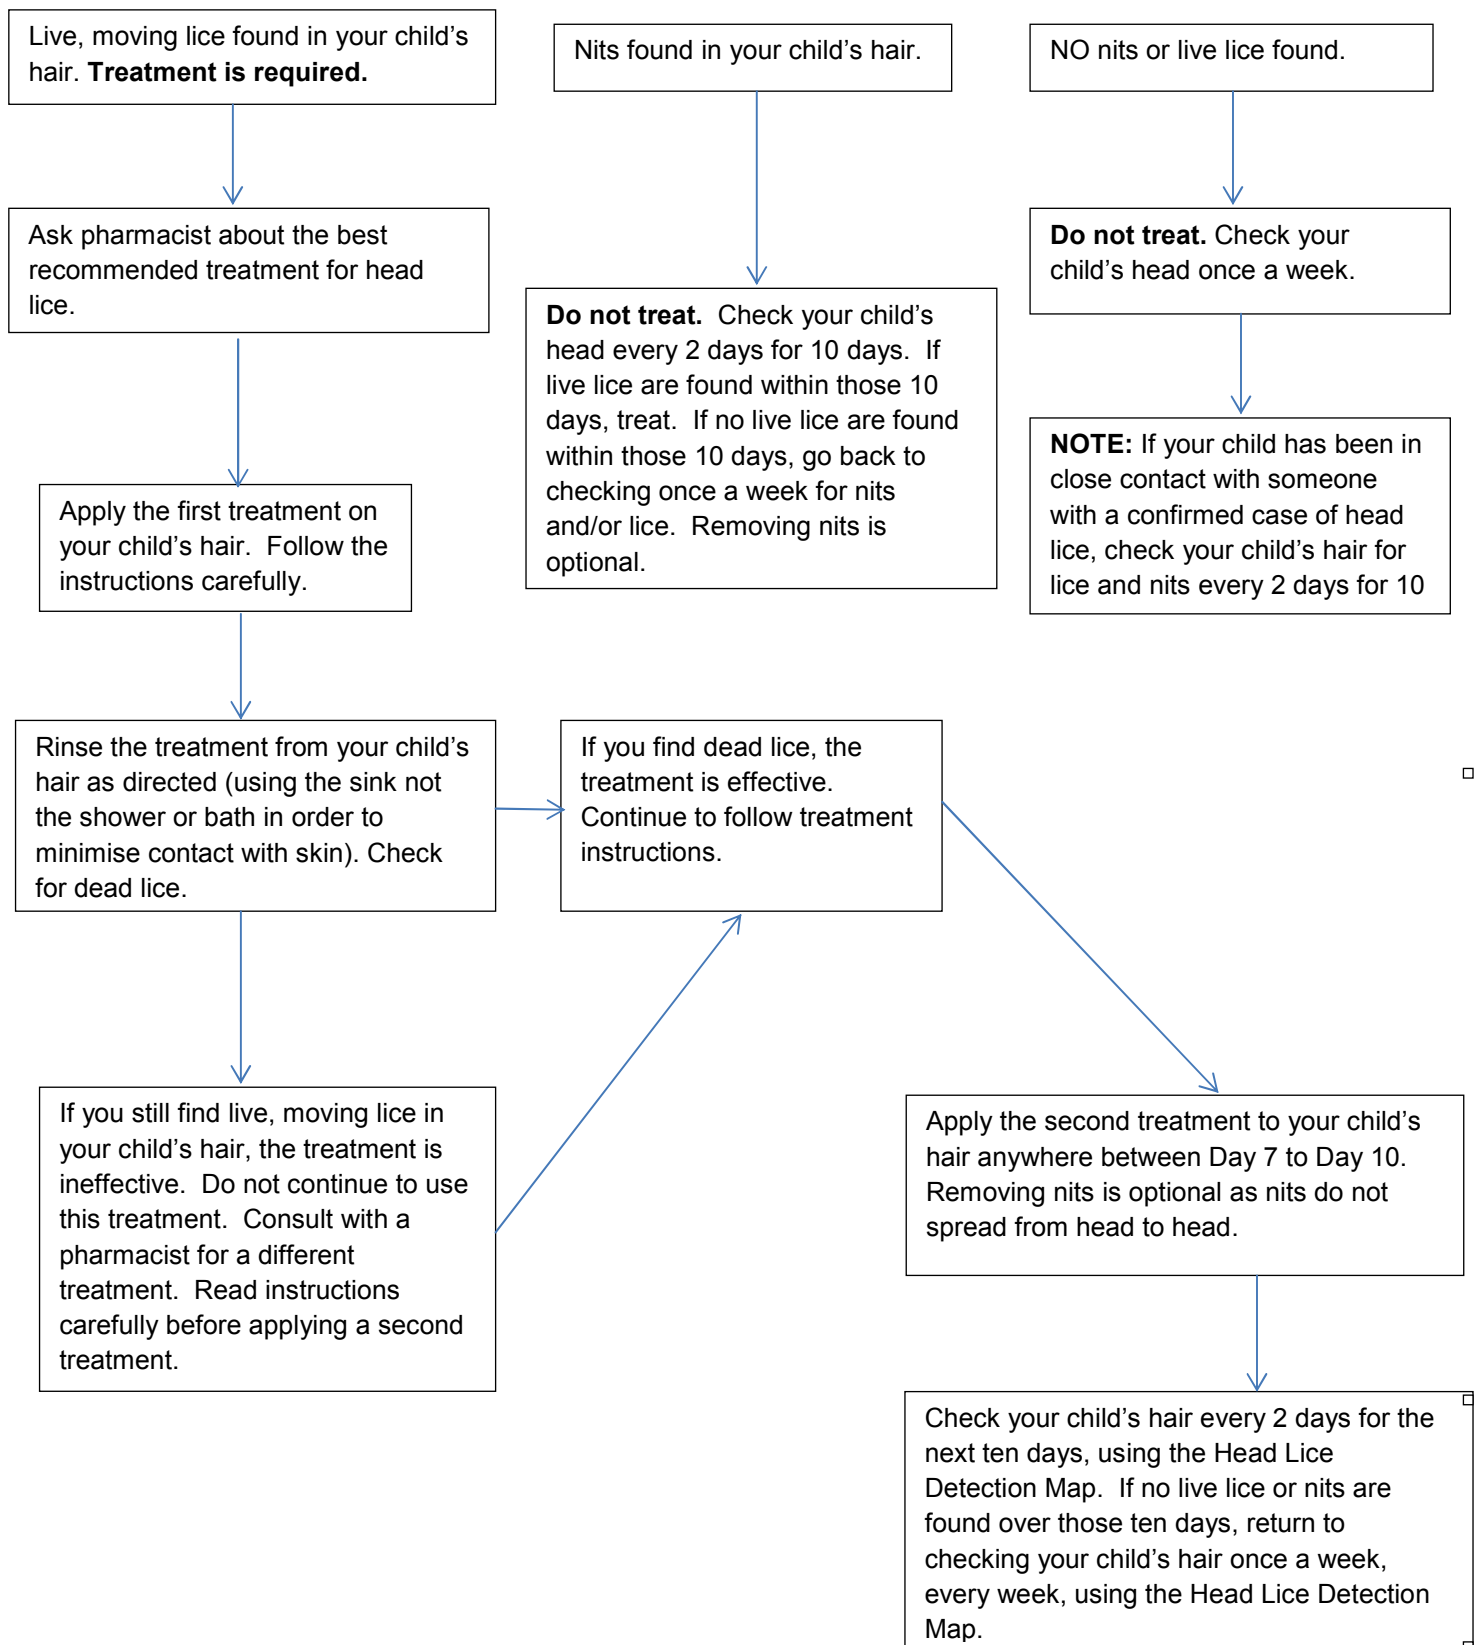 Live, moving lice found in your child’s
hair. Treatment is required.
Nits found in your child’s hair.
NO nits or live lice found.
Ask pharmacist about the best
recommended treatment for head
lice.
Do not treat. Check your child’s
head every 2 days for 10 days. If
live lice are found within those 10
days, treat. If no live lice are found
within those 10 days, go back to
checking once a week for nits
and/or lice. Removing nits is
optional.
Do not treat. Check your
child’s head once a week.
NOTE: If your child has been in
close contact with someone
with a confirmed case of head
lice, check your child’s hair for
lice and nits every 2 days for 10
Apply the first treatment on
your child’s hair. Follow the
instructions carefully.
Rinse the treatment from your child’s
hair as directed (using the sink not
the shower or bath in order to
minimise contact with skin). Check
for dead lice.
If you find dead lice, the
treatment is effective.
Continue to follow treatment
instructions.
If you still find live, moving lice in
your child’s hair, the treatment is
ineffective. Do not continue to use
this treatment. Consult with a
pharmacist for a different
treatment. Read instructions
carefully before applying a second
treatment.
Apply the second treatment to your child’s
hair anywhere between Day 7 to Day 10.
Removing nits is optional as nits do not
spread from head to head.
Check your child’s hair every 2 days for the
next ten days, using the Head Lice
Detection Map. If no live lice or nits are
found over those ten days, return to
checking your child’s hair once a week,
every week, using the Head Lice Detection
Map.